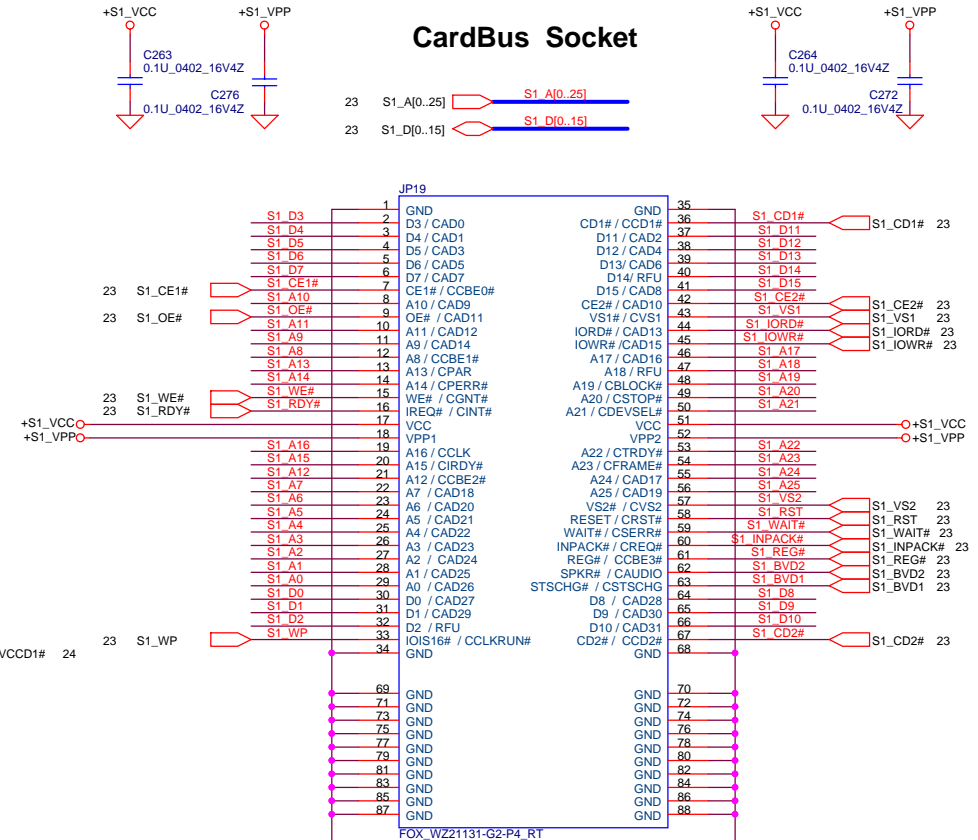 +S1_VCC +S1_VPP CardBus Socket +S1_VCC +S1_VPP
C263 0.1U_0402_16V4Z
C276 0.1U_0402_16V4Z
C264 0.1U_0402_16V4Z
C272 0.1U_0402_16V4Z
23 S1_A[0..25] S1_A[0..25]
23 S1_D[0..15] S1_D[0..15]
JP19
1 GND GND 35
S1_D3 2 D3 / CAD0 CD1# / CCD1# 36 S1_CD1# S1_CD1# 23
S1_D4 3 D4 / CAD1 D11 / CAD2 37 S1_D11
S1_D5 4 D5 / CAD3 D12 / CAD4 38 S1_D12
S1_D6 5 D6 / CAD5 D13/ CAD6 39 S1_D13
S1_D7 6 D7 / CAD7 D14/ RFU 40 S1_D14
23 S1_CE1# S1_CE1# 7 CE1# / CCBE0# D15 / CAD8 41 S1_D15
S1_A10 8 A10 / CAD9 CE2# / CAD10 42 S1_CE2# S1_CE2# 23
23 S1_OE# S1_OE# 9 OE# / CAD11 VS1# / CVS1 43 S1_VS1 S1_VS1 23
S1_A11 10 A11 / CAD12 IORD# / CAD13 44 S1_IORD# S1_IORD# 23
S1_A9 11 A9 / CAD14 IOWR# /CAD15 45 S1_IOWR# S1_IOWR# 23
S1_A8 12 A8 / CCBE1# A17 / CAD16 46 S1_A17
S1_A13 13 A13 / CPAR A18 / RFU 47 S1_A18
S1_A14 14 A14 / CPERR# A19 / CBLOCK# 48 S1_A19
23 S1_WE# S1_WE# 15 WE# / CGNT# A20 / CSTOP# 49 S1_A20
23 S1_RDY# S1_RDY# 16 IREQ# / CINT# A21 / CDEVSEL# 50 S1_A21
+S1_VCC 17 VCC VCC 51 +S1_VCC
+S1_VPP 18 VPP1 VPP2 52 +S1_VPP
S1_A16 19 A16 / CCLK A22 / CTRDY# 53 S1_A22
S1_A15 20 A15 / CIRDY# A23 / CFRAME# 54 S1_A23
S1_A12 21 A12 / CCBE2# A24 / CAD17 55 S1_A24
S1_A7 22 A7 / CAD18 A25 / CAD19 56 S1_A25
S1_A6 23 A6 / CAD20 VS2# / CVS2 57 S1_VS2 S1_VS2 23
S1_A5 24 A5 / CAD21 RESET / CRST# 58 S1_RST S1_RST 23
S1_A4 25 A4 / CAD22 WAIT# / CSERR# 59 S1_WAIT# S1_WAIT# 23
S1_A3 26 A3 / CAD23 INPACK# / CREQ# 60 S1_INPACK# S1_INPACK# 23
S1_A2 27 A2 / CAD24 REG# / CCBE3# 61 S1_REG# S1_REG# 23
S1_A1 28 A1 / CAD25 SPKR# / CAUDIO 62 S1_BVD2 S1_BVD2 23
S1_A0 29 A0 / CAD26 STSCHG# / CSTSCHG 63 S1_BVD1 S1_BVD1 23
S1_D0 30 D0 / CAD27 D8 / CAD28 64 S1_D8
S1_D1 31 D1 / CAD29 D9 / CAD30 65 S1_D9
S1_D2 32 D2 / RFU D10 / CAD31 66 S1_D10
23 S1_WP S1_WP 33 IOIS16# / CCLKRUN# CD2# / CCD2# 67 S1_CD2# S1_CD2# 23
VCCD1# 24 34 GND GND 68
69 GND GND 70
71 GND GND 72
73 GND GND 74
75 GND GND 76
77 GND GND 78
79 GND GND 80
81 GND GND 82
83 GND GND 84
85 GND GND 86
87 GND GND 88
FOX_WZ21131-G2-P4_RT